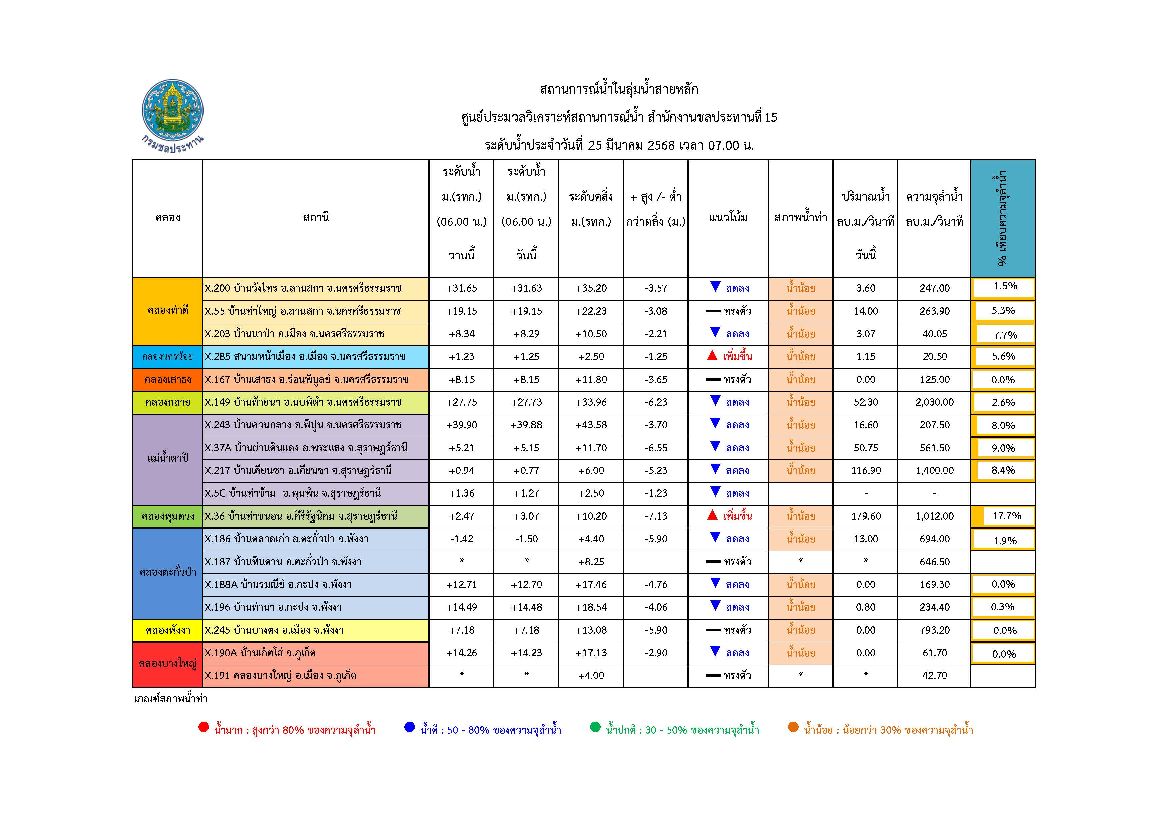 กรมชลประทาน
สถานการณ์น้ำในลุ่มน้ำสายหลัก
ศูนย์ประมวลวิเคราะห์สถานการณ์น้ำ สำนักงานชลประทานที่ 15
ระดับน้ำประจำวันที่ 25 มีนาคม 2568 เวลา 07.00 น.
คลอง สถานี ระดับน้ำ ม.(รทก.) (06.00 น.) วานนี้ ระดับน้ำ ม.(รทก.) (06.00 น.) วันนี้ ระดับตลิ่ง ม.(รทก.) + สูง /- ต่ำ กว่าตลิ่ง (ม.) แนวโน้ม สภาพน้ำท่า ปริมาณน้ำ ลบ.ม./วินาที วันนี้ ความจุลำน้ำ ลบ.ม./วินาที % เทียบความจุลำน้ำ
คลองท่าดี X.200 บ้านวังไทร อ.ลานสกา จ.นครศรีธรรมราช +31.65 +31.63 +35.20 -3.57 ลดลง น้ำน้อย 3.60 247.00 1.5%
X.55 บ้านท่าใหญ่ อ.ลานสกา จ.นครศรีธรรมราช +19.15 +19.15 +22.23 -3.08 ทรงตัว น้ำน้อย 14.00 263.90 5.3%
X.203 บ้านนาป่า อ.เมือง จ.นครศรีธรรมราช +8.34 +8.29 +10.50 -2.21 ลดลง น้ำน้อย 3.07 40.05 7.7%
X.285 สนามหน้าเมือง อ.เมือง จ.นครศรีธรรมราช +1.23 +1.25 +2.50 -1.25 เพิ่มขึ้น น้ำน้อย 1.15 20.50 5.6%
คลองเสาธง X.167 บ้านเสาธง อ.ร่อนพิบูลย์ จ.นครศรีธรรมราช +8.15 +8.15 +11.80 -3.65 ทรงตัว น้ำน้อย 0.00 125.00 0.0%
คลองกลาย X.149 บ้านท้ายนา อ.นบพิตำ จ.นครศรีธรรมราช +27.75 +27.73 +33.96 -6.23 ลดลง น้ำน้อย 52.30 2,030.00 2.6%
แม่น้ำตาปี X.243 บ้านควนกลาง อ.พิปูน จ.นครศรีธรรมราช +39.90 +39.88 +43.58 -3.70 ลดลง น้ำน้อย 16.60 207.50 8.0%
X.37A บ้านย่านดินแดง อ.พระแสง จ.สุราษฎร์ธานี +5.21 +5.15 +11.70 -6.55 ลดลง น้ำน้อย 50.75 561.50 9.0%
X.217 บ้านเคียนซา อ.เคียนซา จ.สุราษฎร์ธานี +0.94 +0.77 +6.00 -5.23 ลดลง น้ำน้อย 116.90 1,400.00 8.4%
X.5C บ้านท่าข้าม อ.พุนพิน จ.สุราษฎร์ธานี +1.36 +1.27 +2.50 -1.23 ลดลง - -
คลองพุมดวง X.36 บ้านท่าขนอน อ.คีรีรัฐนิคม จ.สุราษฎร์ธานี +2.47 +3.07 +10.20 -7.13 เพิ่มขึ้น น้ำน้อย 179.60 1,012.00 17.7%
คลองตะกั่วป่า X.186 บ้านตลาดเก่า อ.ตะกั่วป่า จ.พังงา -1.42 -1.50 +4.40 -5.90 ลดลง น้ำน้อย 13.00 694.00 1.9%
X.187 บ้านหินดาน อ.ตะกั่วป่า จ.พังงา * * +8.25 ทรงตัว * * 646.50
X.188A บ้านรมณีย์ อ.กะปง จ.พังงา +12.71 +12.70 +17.46 -4.76 ลดลง น้ำน้อย 0.00 169.30 0.0%
X.196 บ้านท่านา อ.กะปง จ.พังงา +14.49 +14.48 +18.54 -4.06 ลดลง น้ำน้อย 0.80 234.40 0.3%
คลองพังงา X.245 บ้านบางตง อ.เมือง จ.พังงา +7.18 +7.18 +13.08 -5.90 ทรงตัว น้ำน้อย 0.00 793.20 0.0%
คลองบางใหญ่ X.190A บ้านเก็ตโฮ่ จ.ภูเก็ต +14.26 +14.23 +17.13 -2.90 ลดลง น้ำน้อย 0.00 61.70 0.0%
X.191 คลองบางใหญ่ อ.เมือง จ.ภูเก็ต * * +4.00 ทรงตัว * * 42.70
เกณฑ์สภาพน้ำท่า
น้ำมาก : สูงกว่า 80% ของความจุลำน้ำ น้ำดี : 50 - 80% ของความจุลำน้ำ น้ำปกติ : 30 - 50% ของความจุลำน้ำ น้ำน้อย : น้อยกว่า 30% ของความจุลำน้ำ